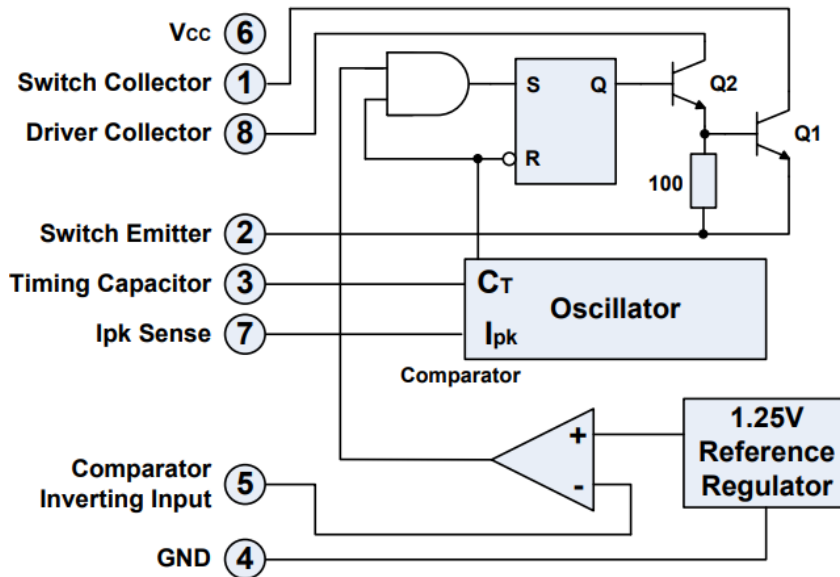 Vcc 6
Switch Collector 1
Driver Collector 8
S Q
R
Q2
Q1
100
Switch Emitter 2
Timing Capacitor 3
Ipk Sense 7
CT
Ipk
Oscillator
Comparator
+
-
1.25V
Reference
Regulator
Comparator
Inverting Input 5
GND 4